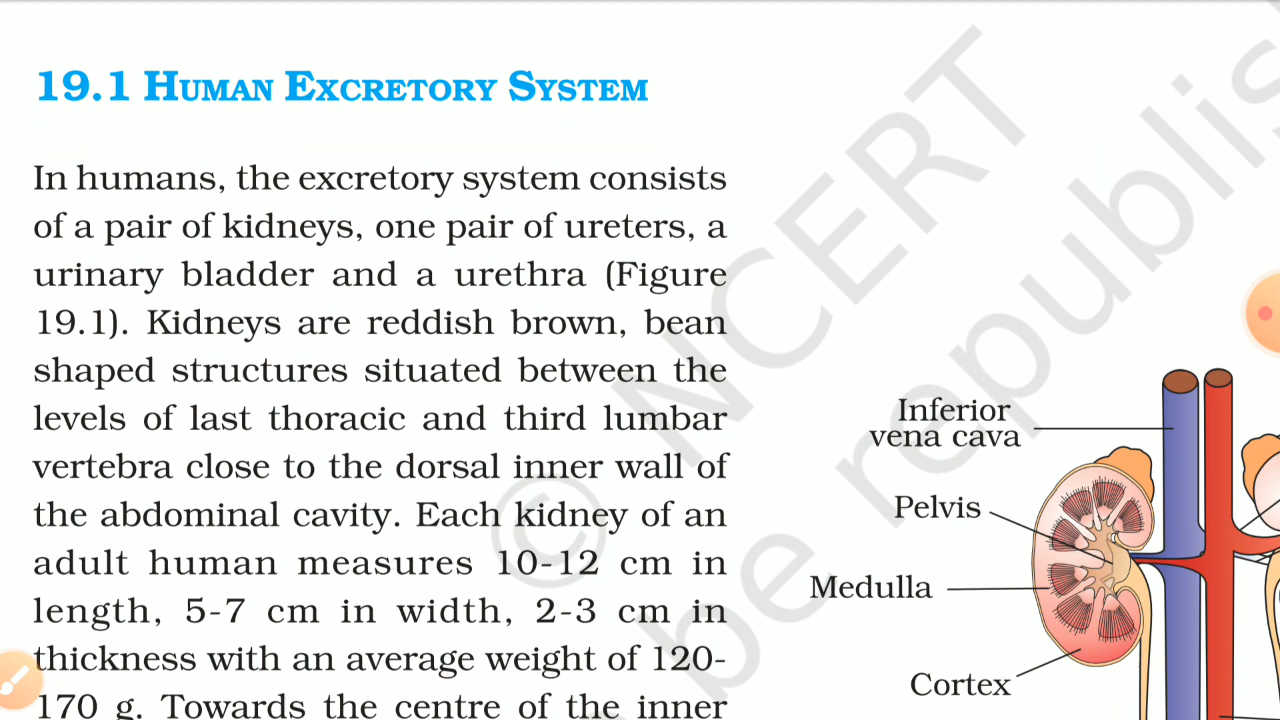 19.1 HUMAN EXCRETORY SYSTEM
In humans, the excretory system consists
of a pair of kidneys, one pair of ureters, a
urinary bladder and a urethra (Figure
19.1). Kidneys are reddish brown, bean
shaped structures situated between the
levels of last thoracic and third lumbar
vertebra close to the dorsal inner wall of
the abdominal cavity. Each kidney of an
adult human measures 10-12 cm in
length, 5-7 cm in width, 2-3 cm in
thickness with an average weight of 120-
170 g. Towards the centre of the inner
Inferior
vena cava
Pelvis
Medulla
Cortex
© NCERT
be republis